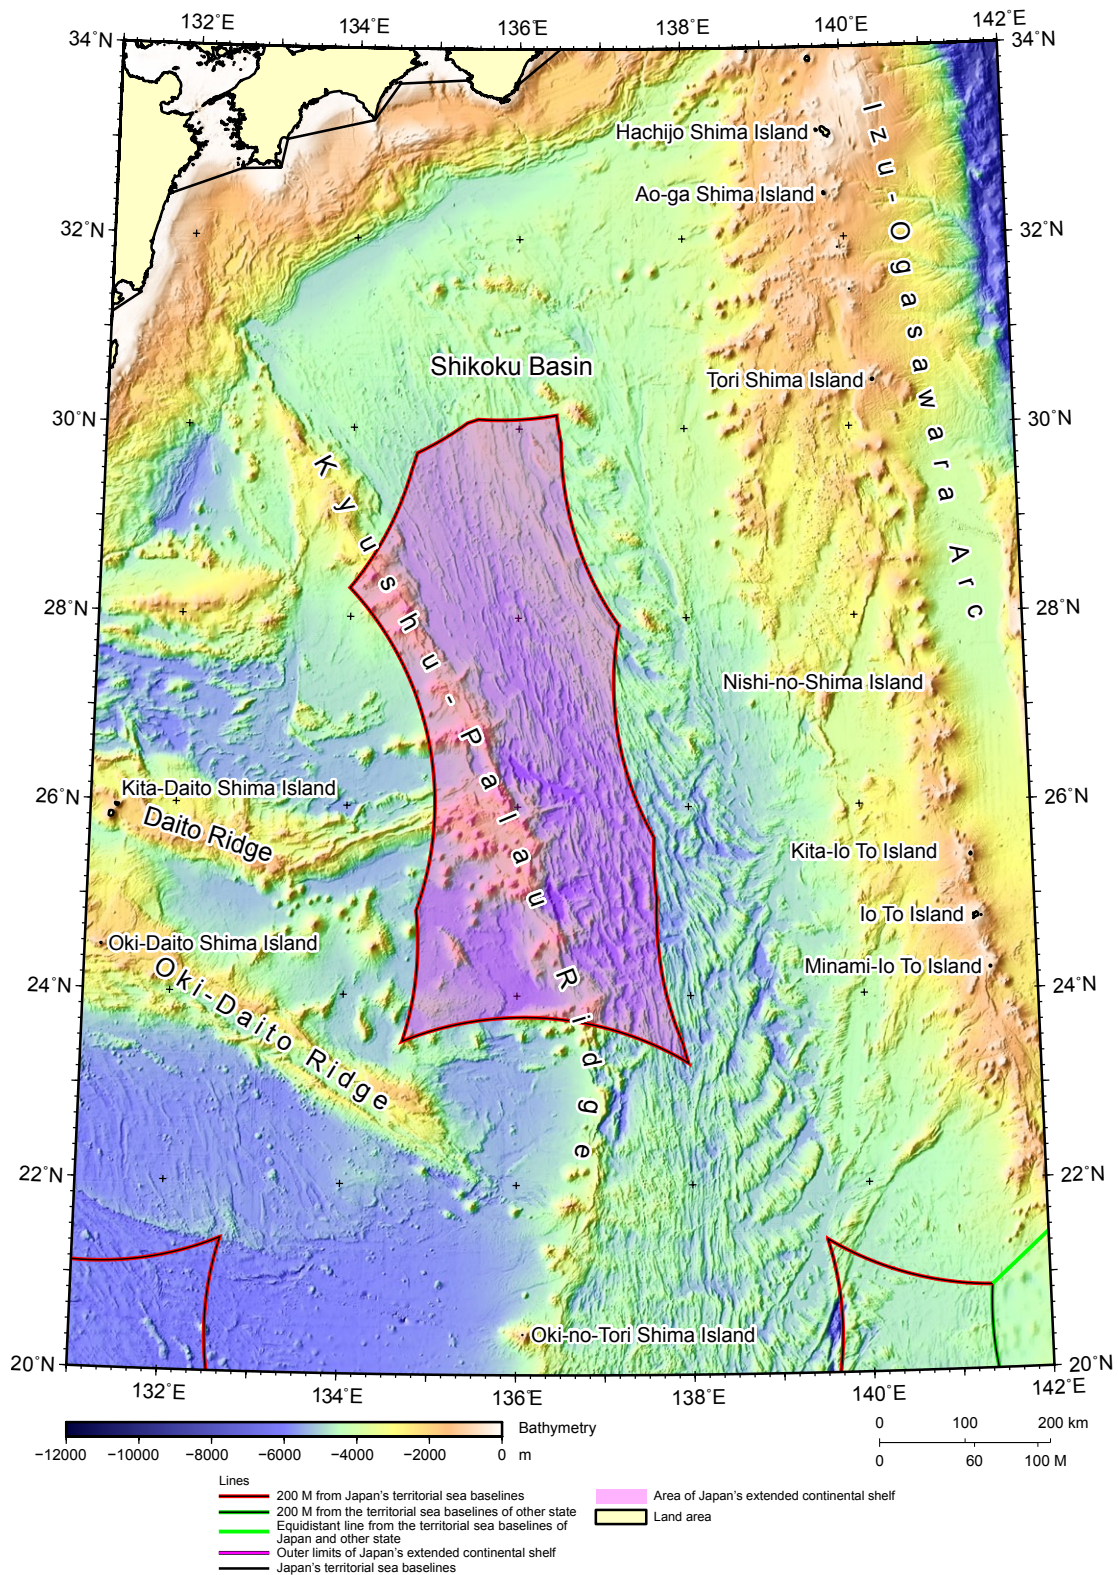 132˚E 134˚E 136˚E 138˚E 140˚E 142˚E
34˚N 34˚N
Izu-Ogasawara Arc
Hachijo Shima Island
Ao-ga Shima Island
32˚N 32˚N
Shikoku Basin
Tori Shima Island
30˚N 30˚N
Kyushu-Palau Ridge
28˚N 28˚N
Nishi-no-Shima Island
Kita-Daito Shima Island
26˚N 26˚N
Daito Ridge
Kita-Io To Island
Io To Island
Oki-Daito Shima Island
Minami-Io To Island
24˚N 24˚N
Oki-Daito Ridge
22˚N 22˚N
Oki-no-Tori Shima Island
20˚N 20˚N
132˚E 134˚E 136˚E 138˚E 140˚E 142˚E
Bathymetry
−12000 −10000 −8000 −6000 −4000 −2000 0 m
0 100 200 km
0 60 100 M
Lines
200 M from Japan's territorial sea baselines
200 M from the territorial sea baselines of other state
Equidistant line from the territorial sea baselines of
Japan and other state
Outer limits of Japan's extended continental shelf
Japan's territorial sea baselines
Area of Japan's extended continental shelf
Land area